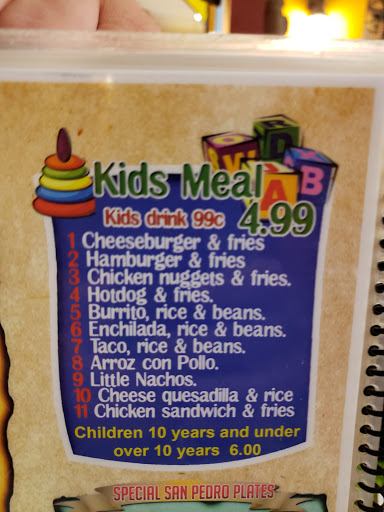 Kids Meal
Kids drink 99c 4.99
1 Cheeseburger & fries
2 Hamburger & fries
3 Chicken nuggets & fries.
4 Hotdog & fries.
5 Burrito, rice & beans.
6 Enchilada, rice & beans.
7 Taco, rice & beans.
8 Arroz con Pollo.
9 Little Nachos.
10 Cheese quesadilla & rice
11 Chicken sandwich & fries
Children 10 years and under
over 10 years 6.00
SPECIAL SAN PEDRO PLATES